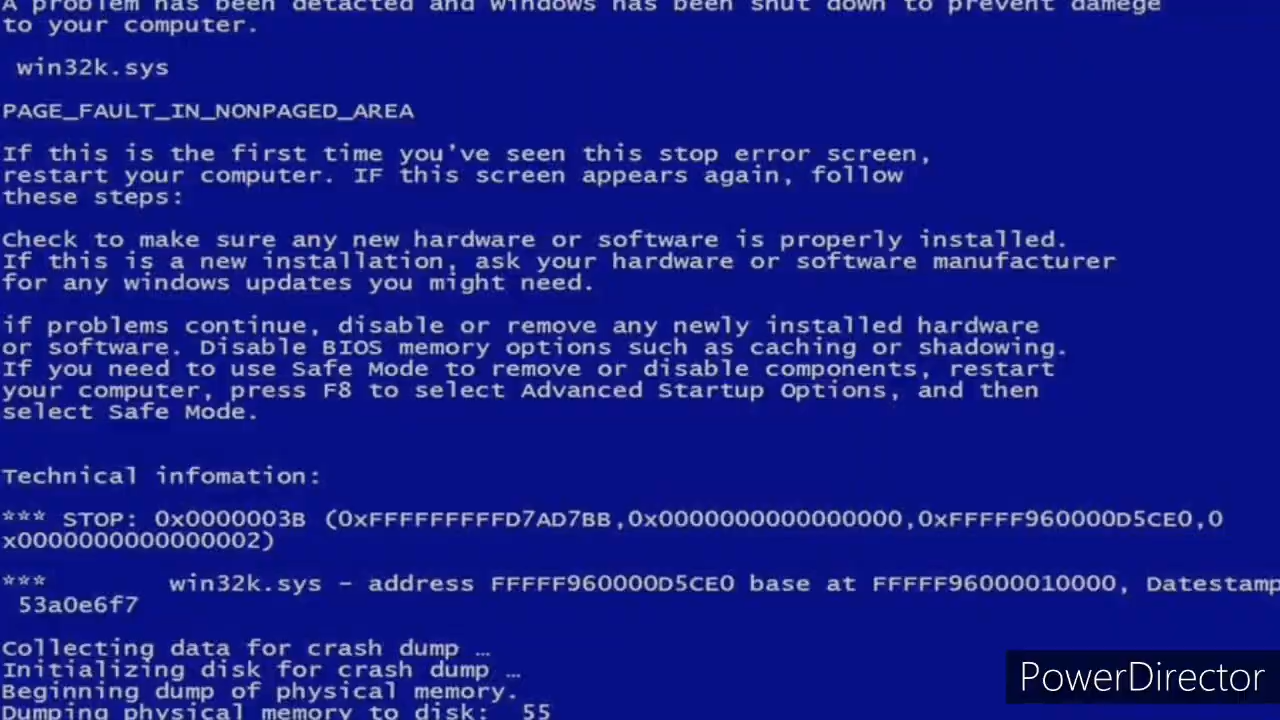 A problem has been detected and windows has been shut down to prevent damege
to your computer.
win32k.sys
PAGE_FAULT_IN_NONPAGED_AREA
If this is the first time you've seen this stop error screen,
restart your computer. IF this screen appears again, follow
these steps:
Check to make sure any new hardware or software is properly installed.
If this is a new installation, ask your hardware or software manufacturer
for any windows updates you might need.
if problems continue, disable or remove any newly installed hardware
or software. Disable BIOS memory options such as caching or shadowing.
If you need to use Safe Mode to remove or disable components, restart
your computer, press F8 to select Advanced Startup Options, and then
select Safe Mode.
Technical infomation:
*** STOP: 0x0000003B (0xFFFFFFFFFD7AD7BB,0x0000000000000000,0xFFFFF960000D5CE0,0
x0000000000000002)
*** win32k.sys – address FFFFF960000D5CE0 base at FFFFF96000010000, Datestamp
53a0e6f7
Collecting data for crash dump …
Initializing disk for crash dump …
Beginning dump of physical memory.
Dumping physical memory to disk: 55
PowerDirector